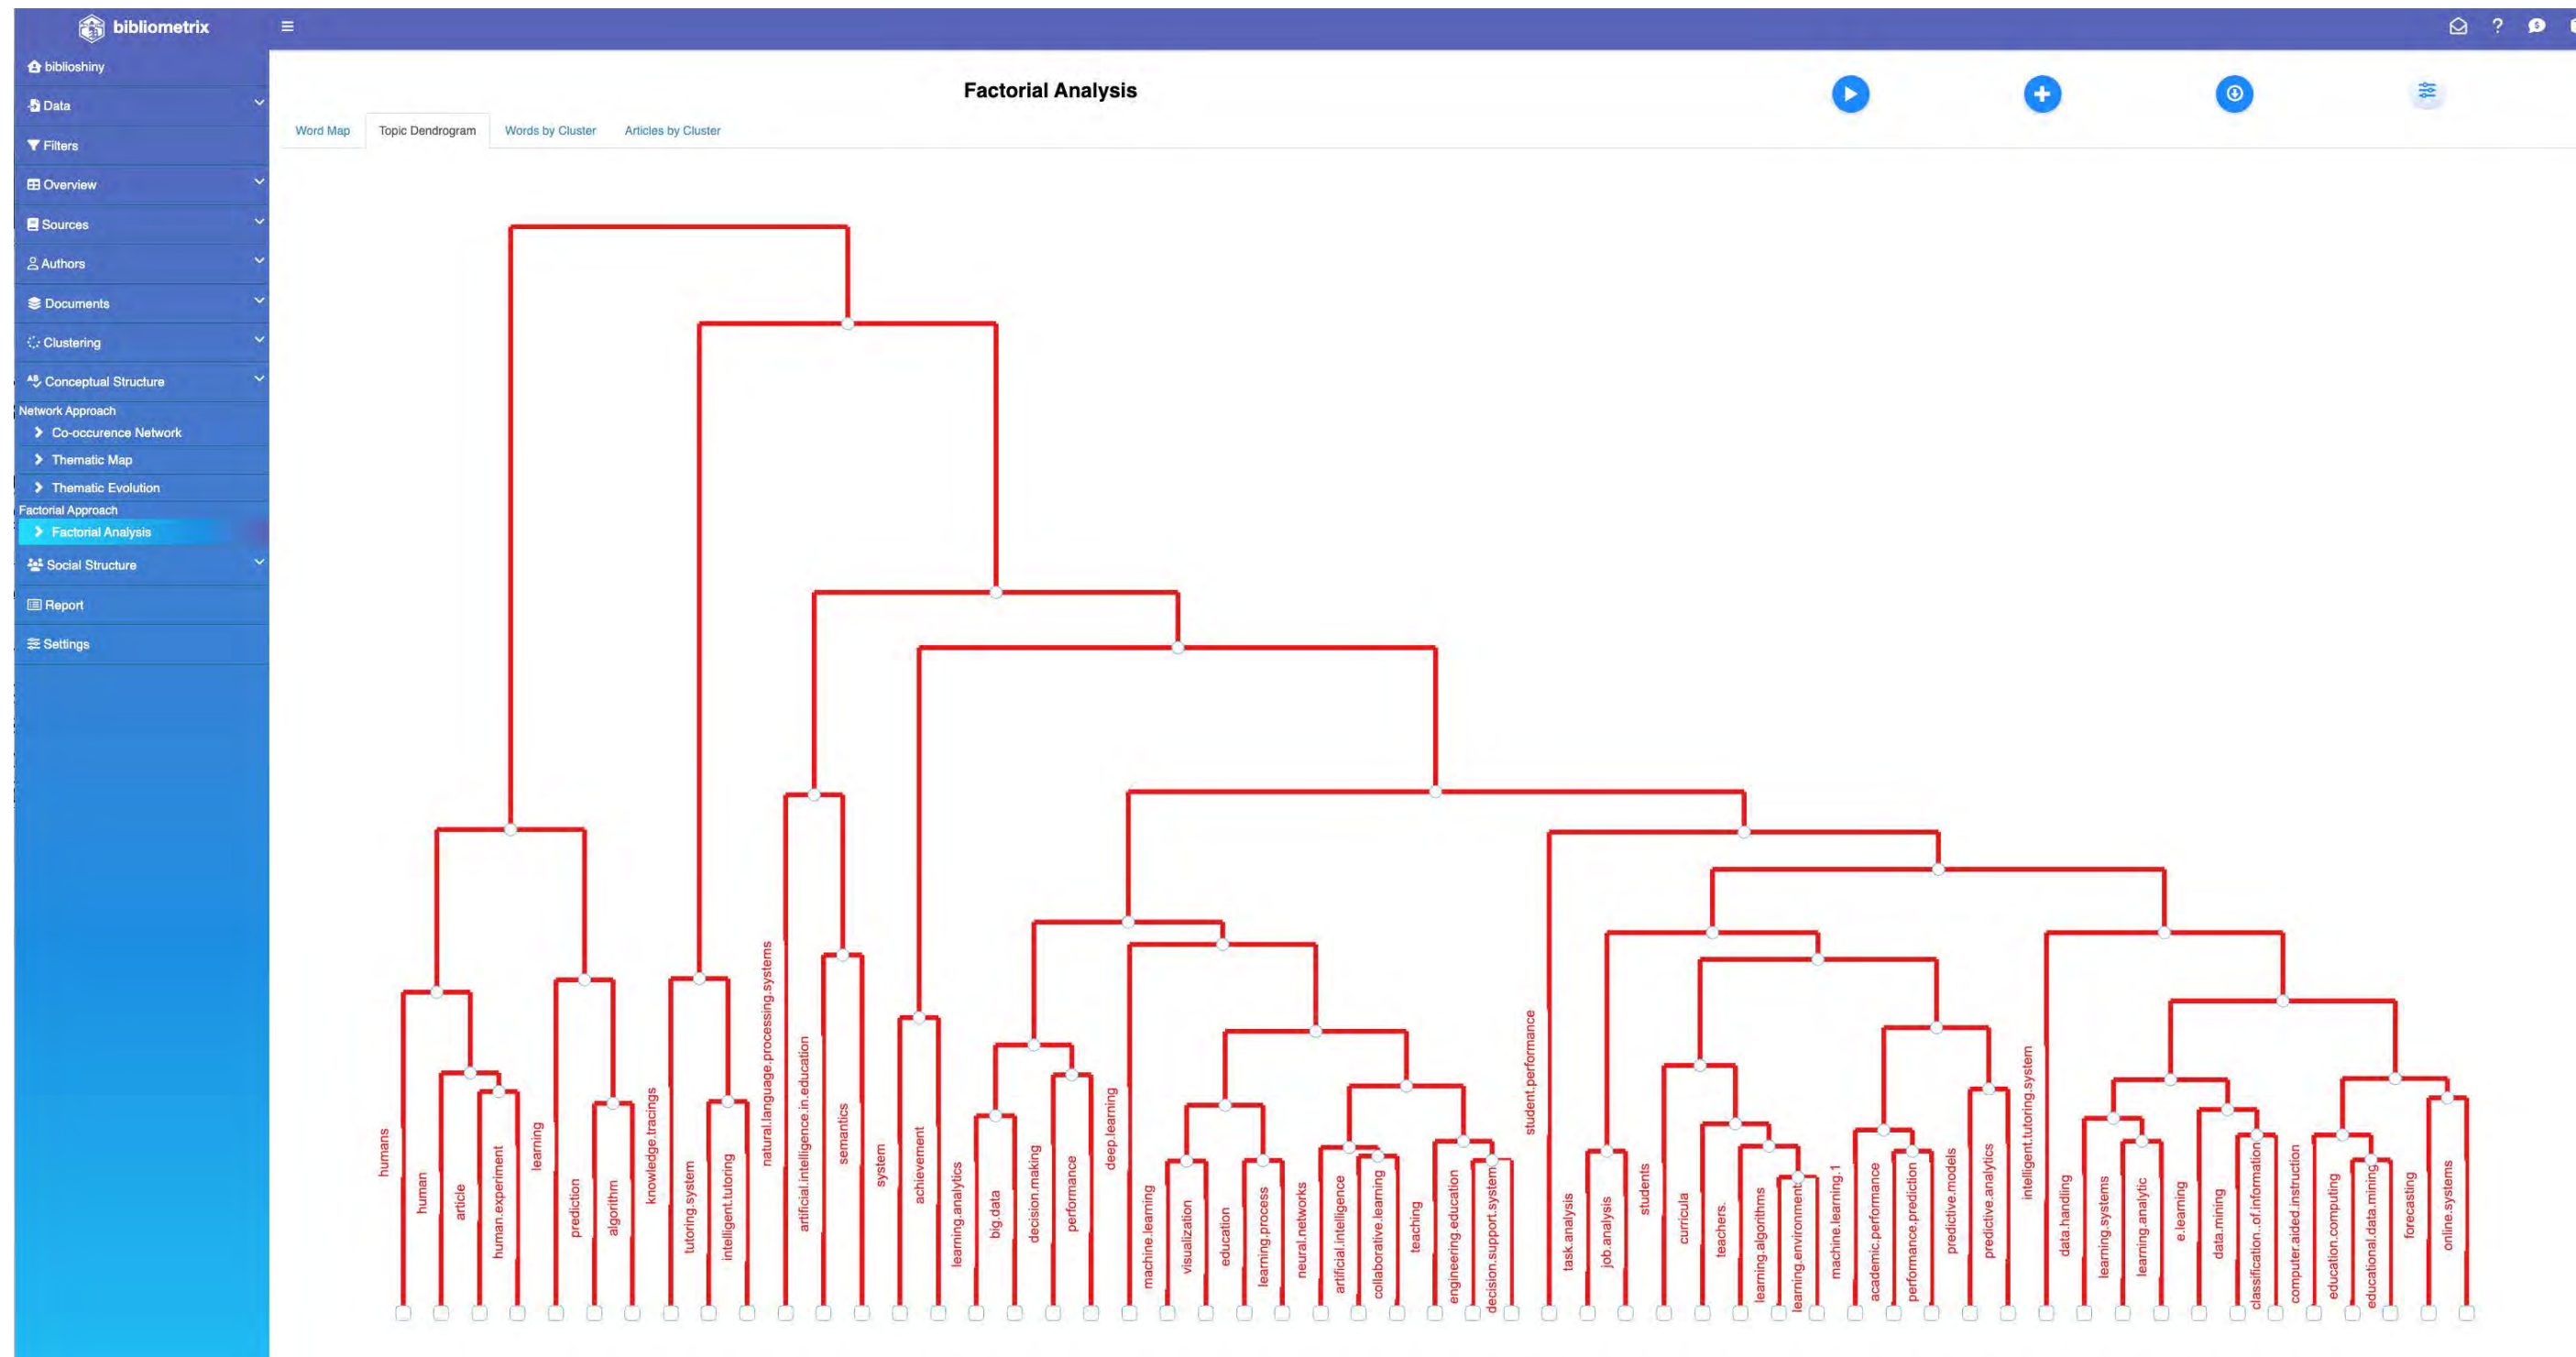 bibliometrix
biblioshiny
Data
Filters
Overview
Sources
Authors
Documents
Clustering
Conceptual Structure
Network Approach
Co-occurence Network
Thematic Map
Thematic Evolution
Factorial Approach
Factorial Analysis
Social Structure
Report
Settings
Factorial Analysis
Word Map
Topic Dendrogram
Words by Cluster
Articles by Cluster
humans
human
article
human.experiment
learning
prediction
algorithm
knowledge.tracings
tutoring.system
intelligent.tutoring
natural.language.processing.systems
artificial.intelligence.in.education
semantics
system
achievement
learning.analytics
big.data
decision.making
performance
deep.learning
machine.learning
visualization
education
learning.process
neural.networks
artificial.intelligence
collaborative.learning
teaching
engineering.education
decision.support.system
student.performance
task.analysis
job.analysis
students
curricula
teachers.
learning.algorithms
learning.environment
machine.learning.1
academic.performance
performance.prediction
predictive.models
predictive.analytics
intelligent.tutoring.system
data.handling
learning.systems
learning.analytic
e.learning
data.mining
classification..of.information
computer.aided.instruction
education.computing
educational.data.mining
forecasting
online.systems